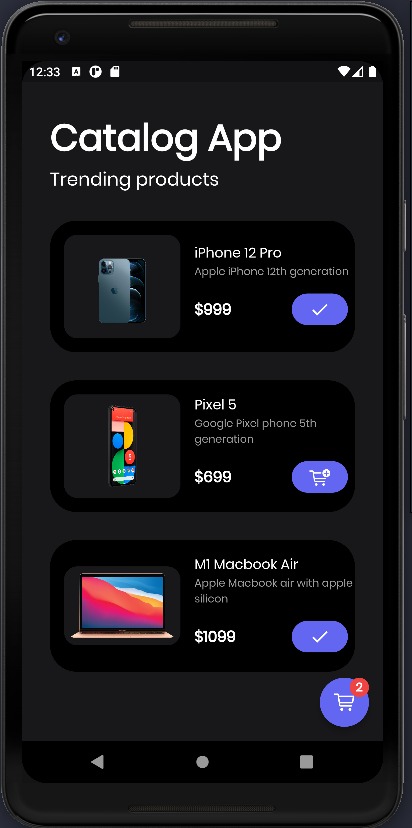 12:33
Catalog App
Trending products
iPhone 12 Pro
Apple iPhone 12th generation
$999
Pixel 5
Google Pixel phone 5th
generation
$699
M1 Macbook Air
Apple Macbook air with apple
silicon
$1099
2